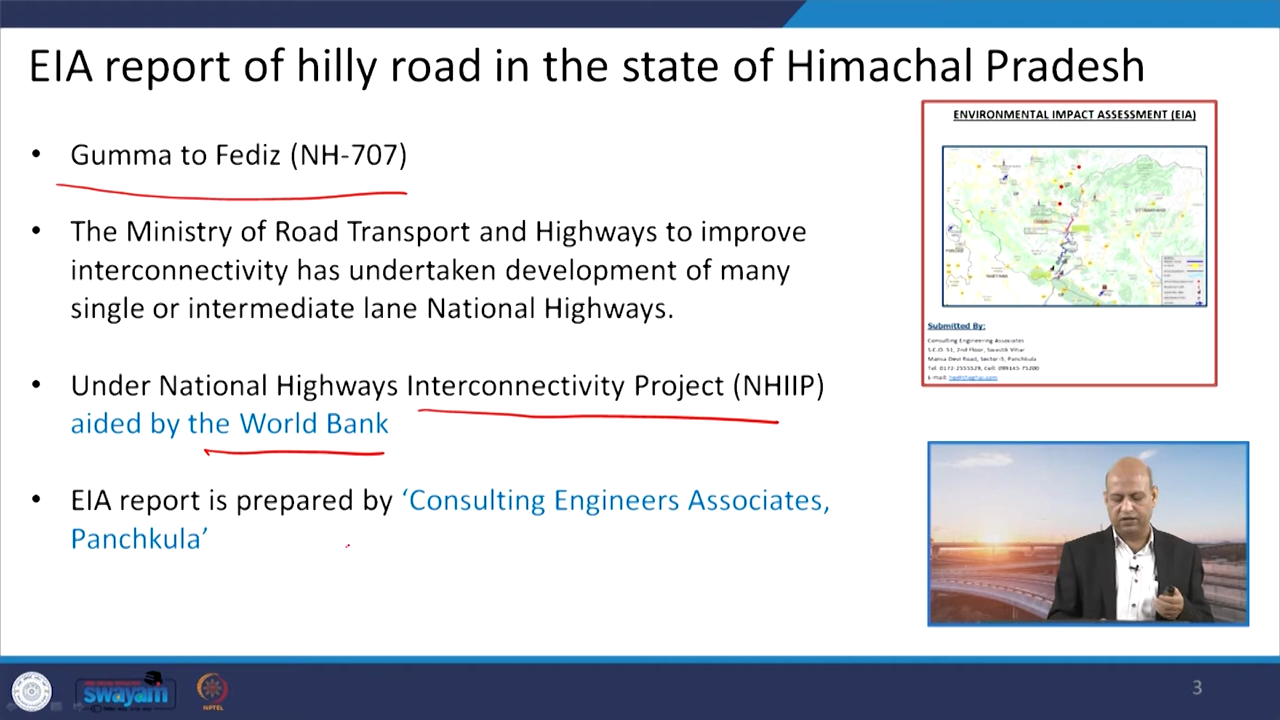 EIA report of hilly road in the state of Himachal Pradesh
• Gumma to Fediz (NH-707)
• The Ministry of Road Transport and Highways to improve
interconnectivity has undertaken development of many
single or intermediate lane National Highways.
• Under National Highways Interconnectivity Project (NHIIP)
aided by the World Bank
• EIA report is prepared by ‘Consulting Engineers Associates,
Panchkula’
ENVIRONMENTAL IMPACT ASSESSMENT (EIA)
Submitted By:
Consulting Engineering Associates
S.C.O. 51, 2nd Floor, Swastik Vihar
Mansa Devi Road, Sector-5, Panchkula
E-mail:
swayam
NPTEL
3